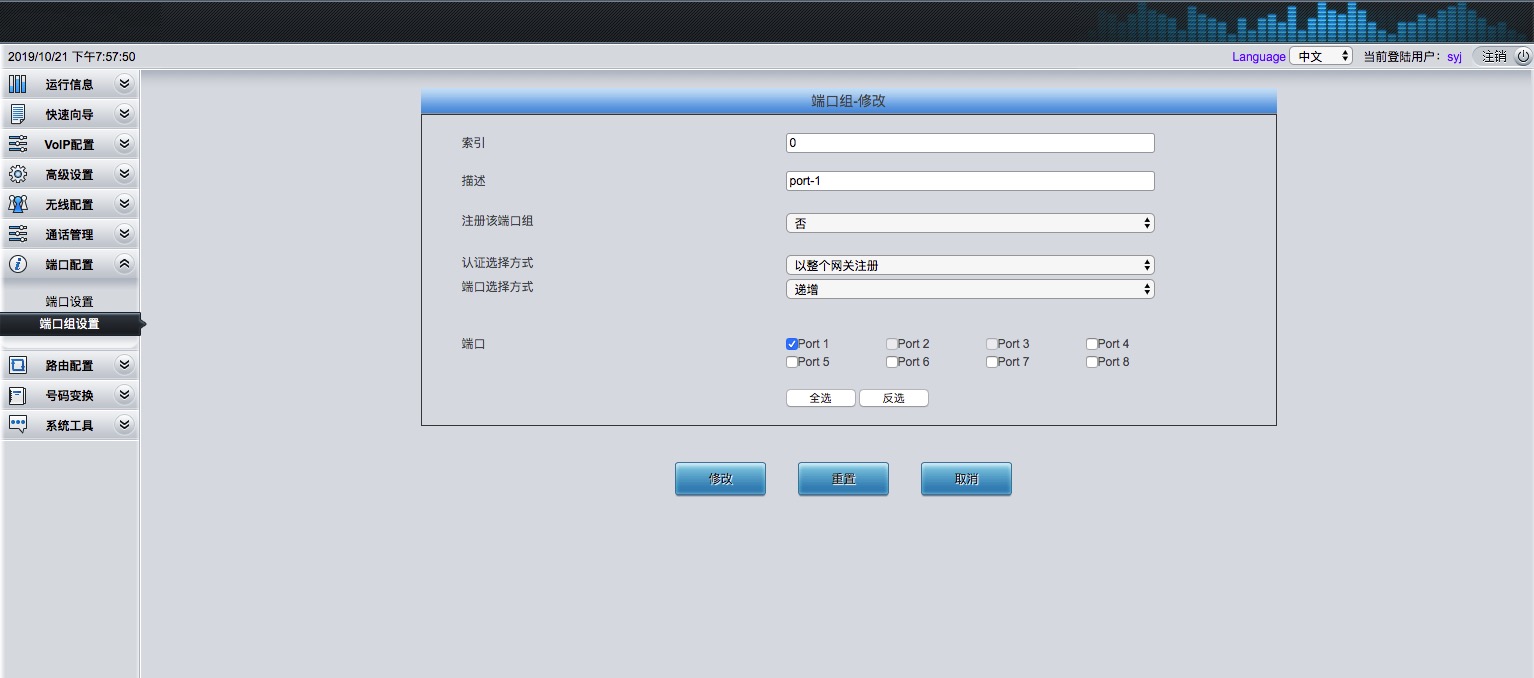 2019/10/21 下午7:57:50
Language 中文 当前登陆用户： syj 注销
运行信息
快速向导
VoIP配置
高级设置
无线配置
通话管理
端口配置
端口设置
端口组设置
路由配置
号码变换
系统工具
端口组-修改
索引 0
描述 port-1
注册该端口组 否
认证选择方式 以整个网关注册
端口选择方式 递增
端口 Port 1 Port 2 Port 3 Port 4
Port 5 Port 6 Port 7 Port 8
全选 反选
修改 重置 取消